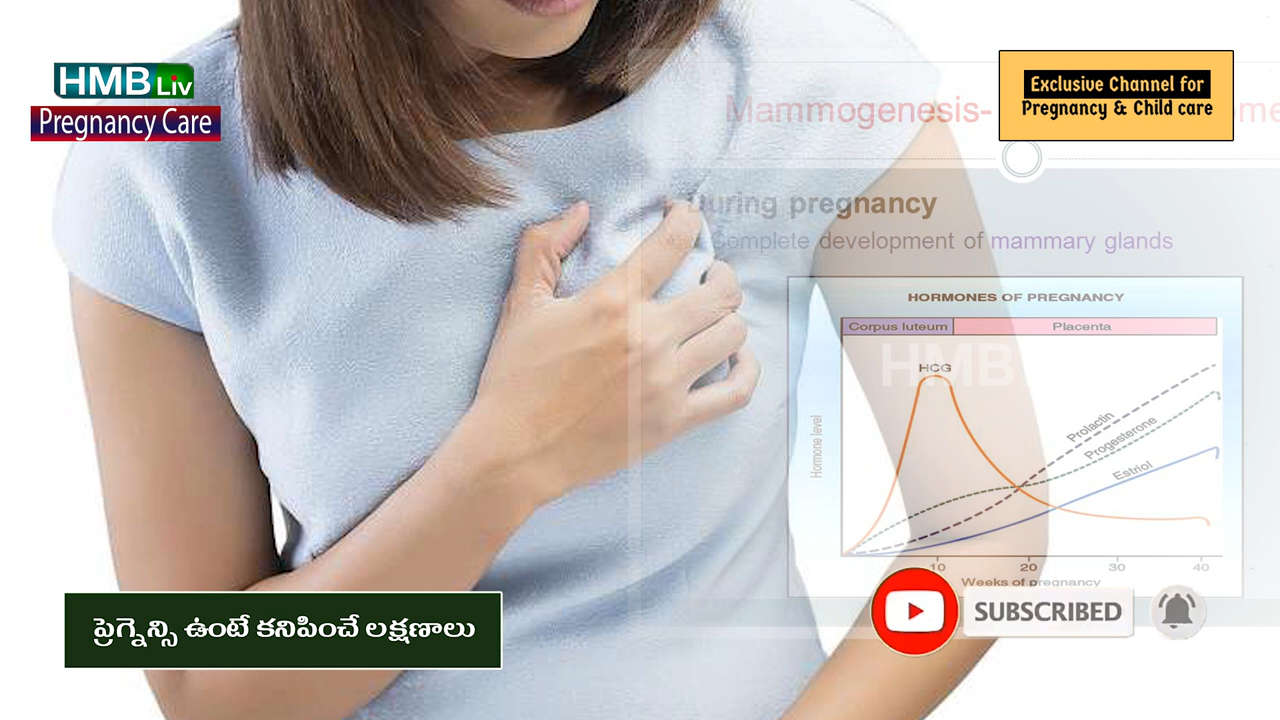 HMB Liv
Pregnancy Care
Exclusive Channel for
Pregnancy & Child care
Mammogenesis-
During pregnancy
Complete development of mammary glands
HORMONES OF PREGNANCY
Corpus luteum
Placenta
HMB
HCG
Prolactin
Progesterone
Estriol
Hormone level
10 20 30 40
Weeks of pregnancy
SUBSCRIBED
ప్రెగ్నెన్సి ఉంటే కనిపించే లక్షణాలు